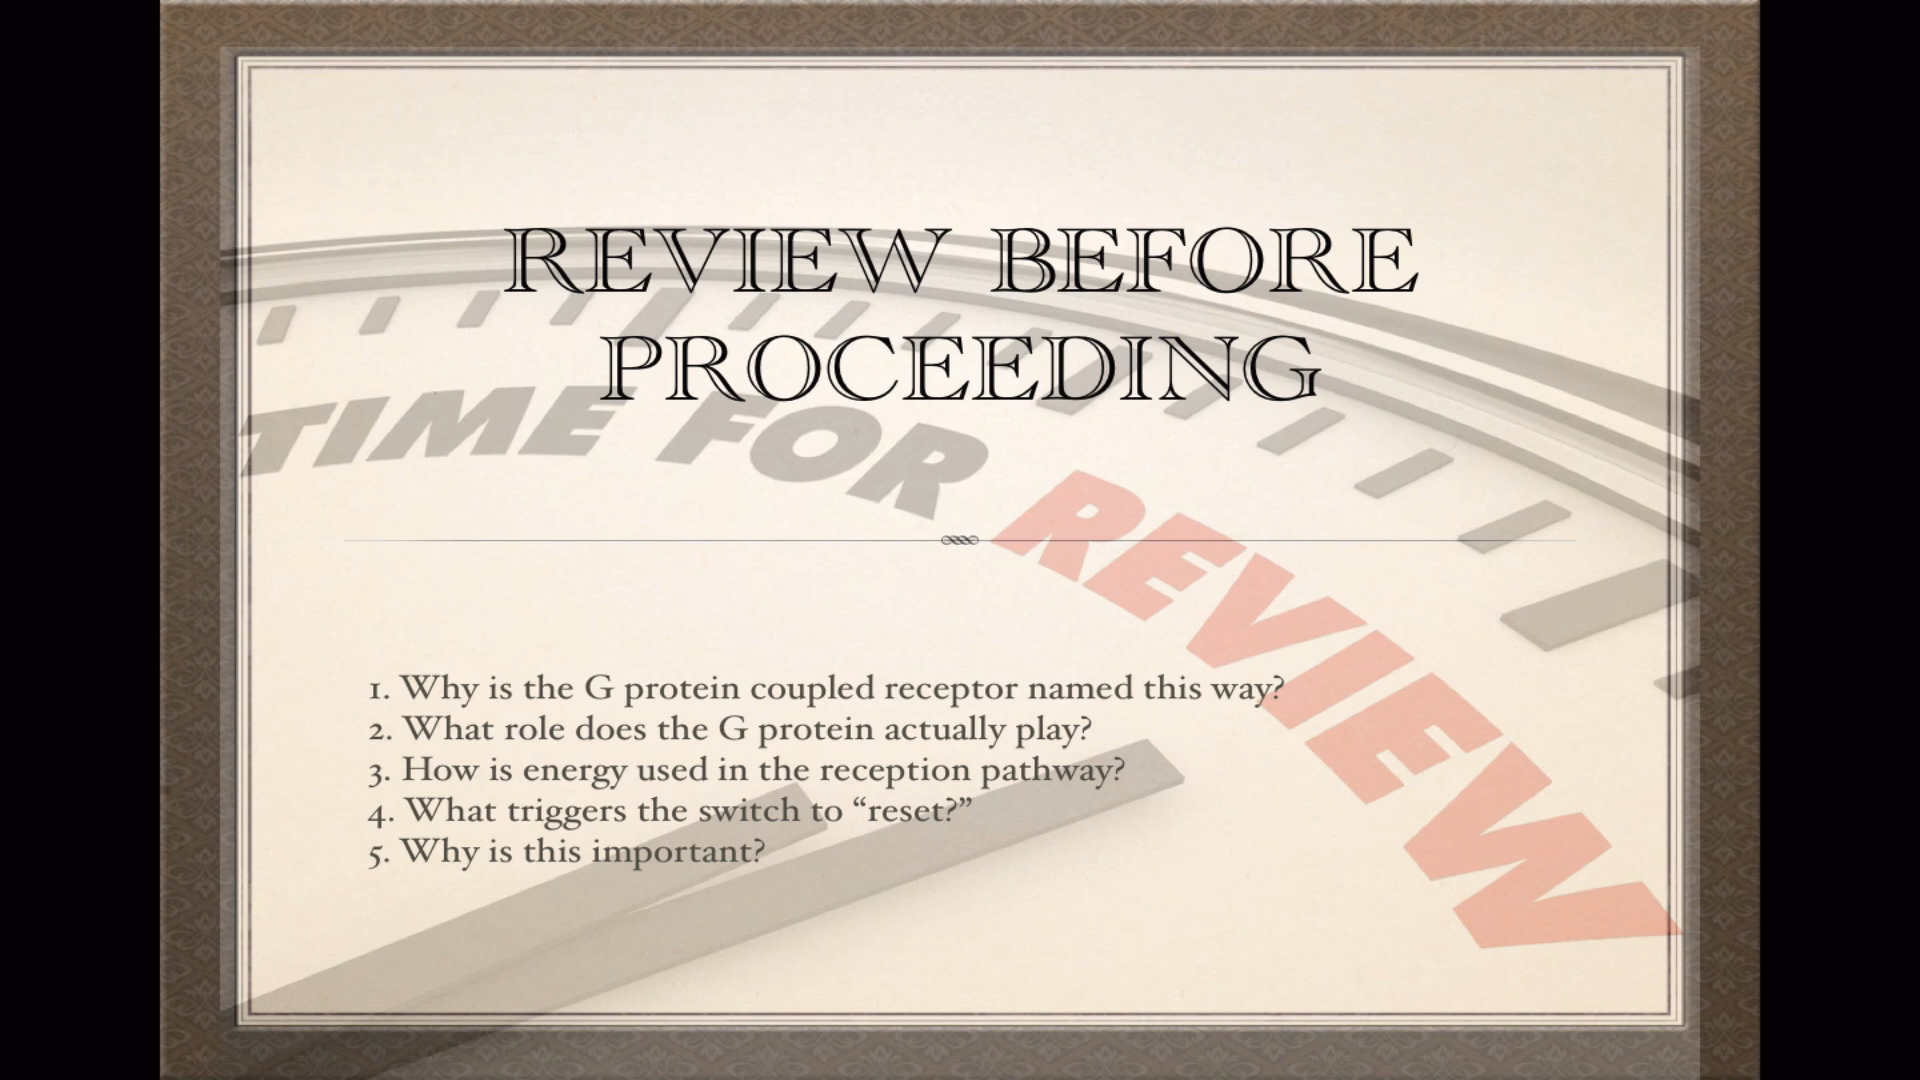 REVIEW BEFORE
PROCEEDING
TIME FOR REVIEW
1. Why is the G protein coupled receptor named this way?
2. What role does the G protein actually play?
3. How is energy used in the reception pathway?
4. What triggers the switch to “reset?”
5. Why is this important?